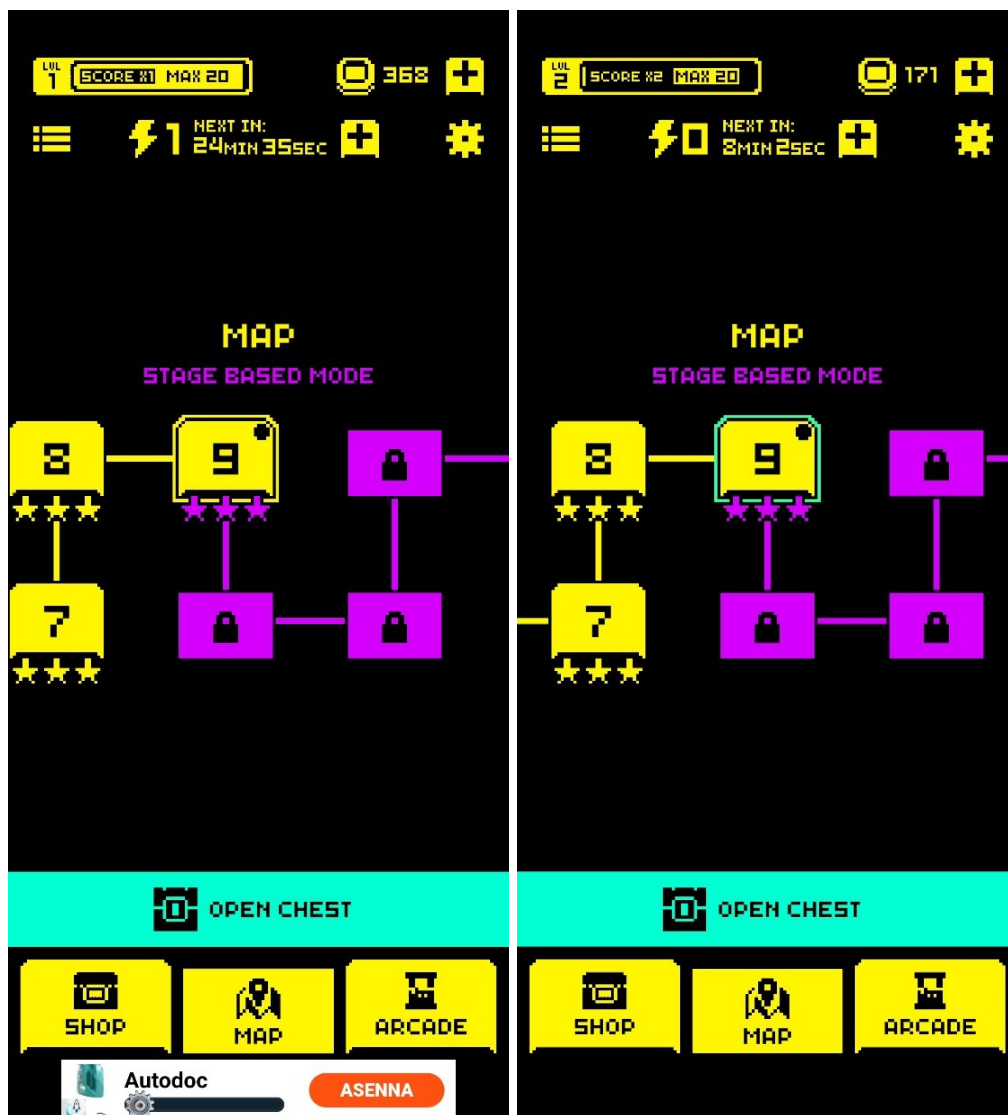 LVL 1 SCORE X1 MAX 20 368
1 NEXT IN:
24MIN 35SEC
MAP
STAGE BASED MODE
8 9
7
OPEN CHEST
SHOP MAP ARCADE
Autodoc
ASENNA
LVL 2 SCORE X2 MAX 20 171
0 NEXT IN:
8MIN 2SEC
MAP
STAGE BASED MODE
8 9
7
OPEN CHEST
SHOP MAP ARCADE